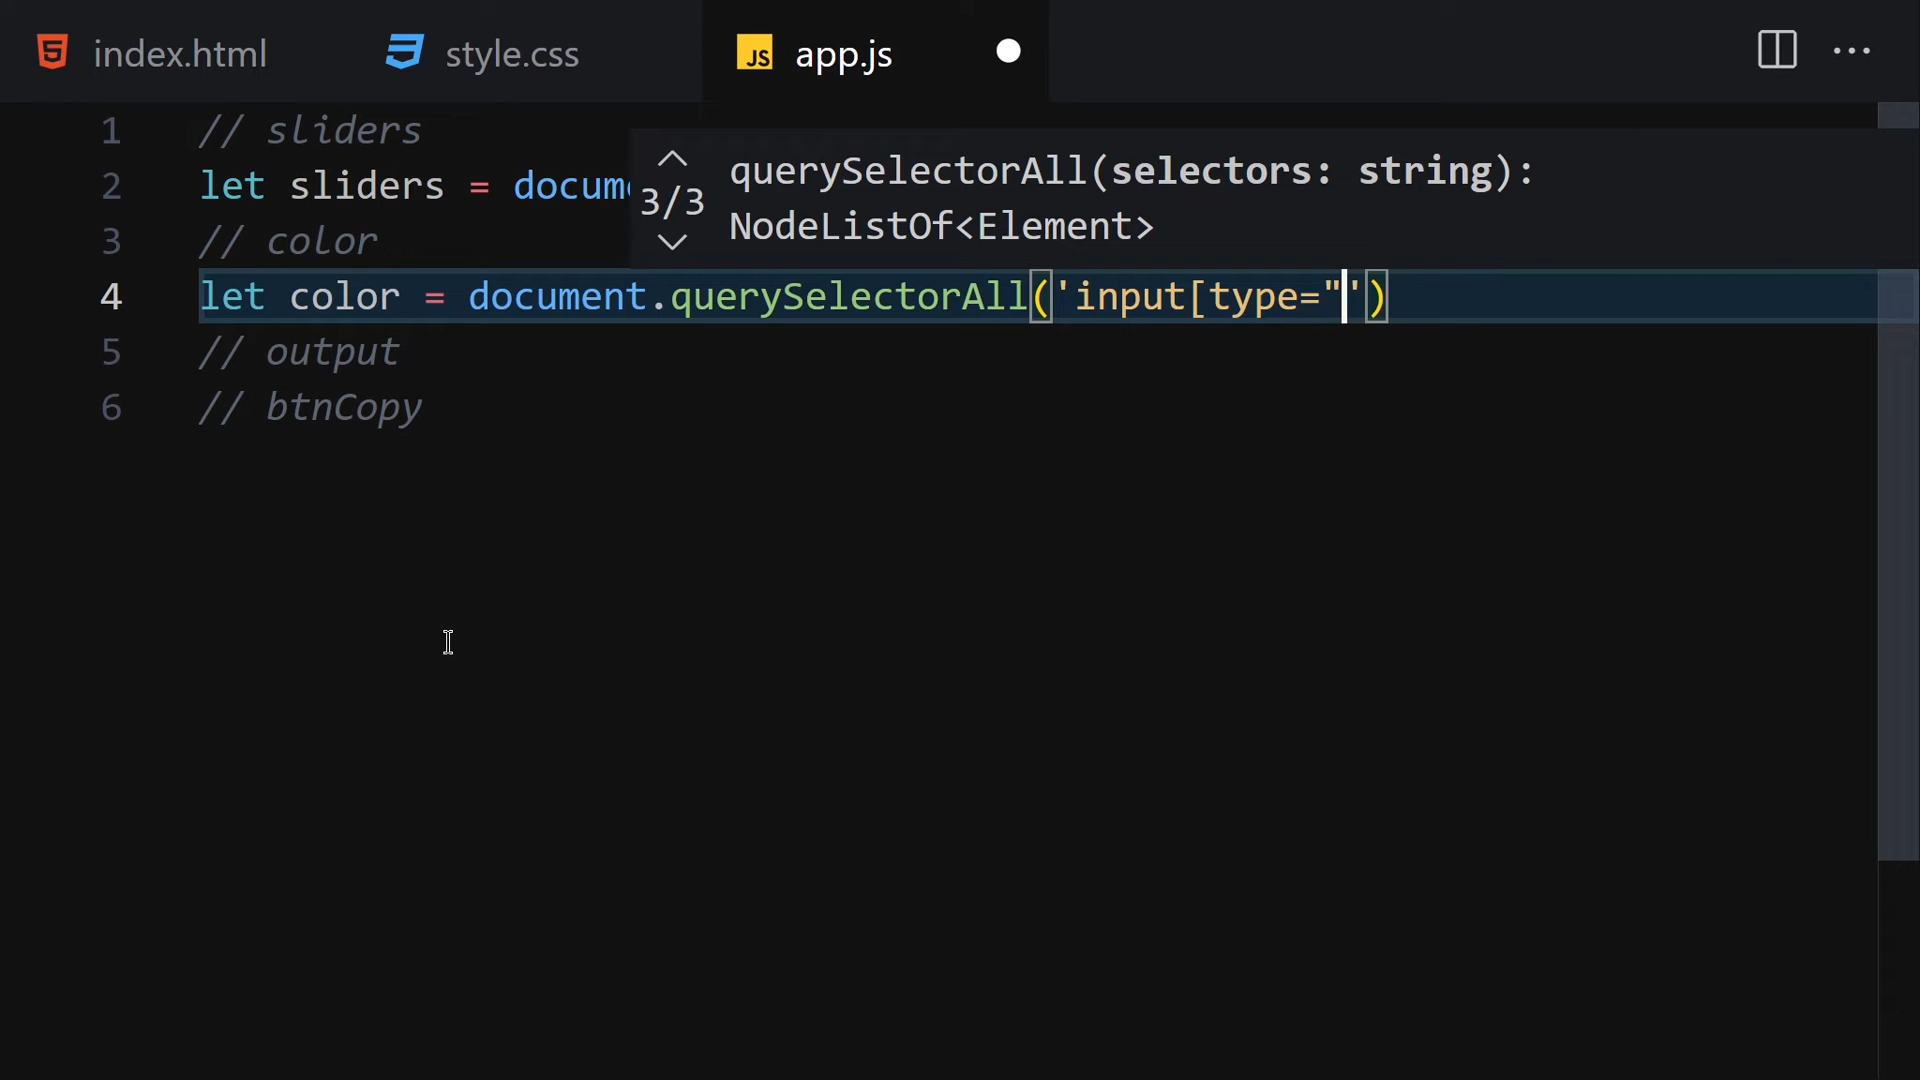 index.html style.css JS app.js
1 // sliders
2 let sliders = docum
3/3 querySelectorAll(selectors: string):
NodeListOf<Element>
3 // color
4 let color = document.querySelectorAll('input[type="')
5 // output
6 // btnCopy